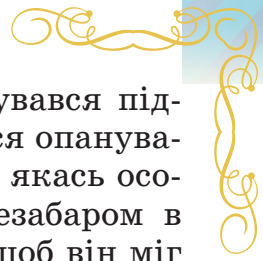 увався під-
ся опанува-
якась осо-
езабаром в
щоб він міг